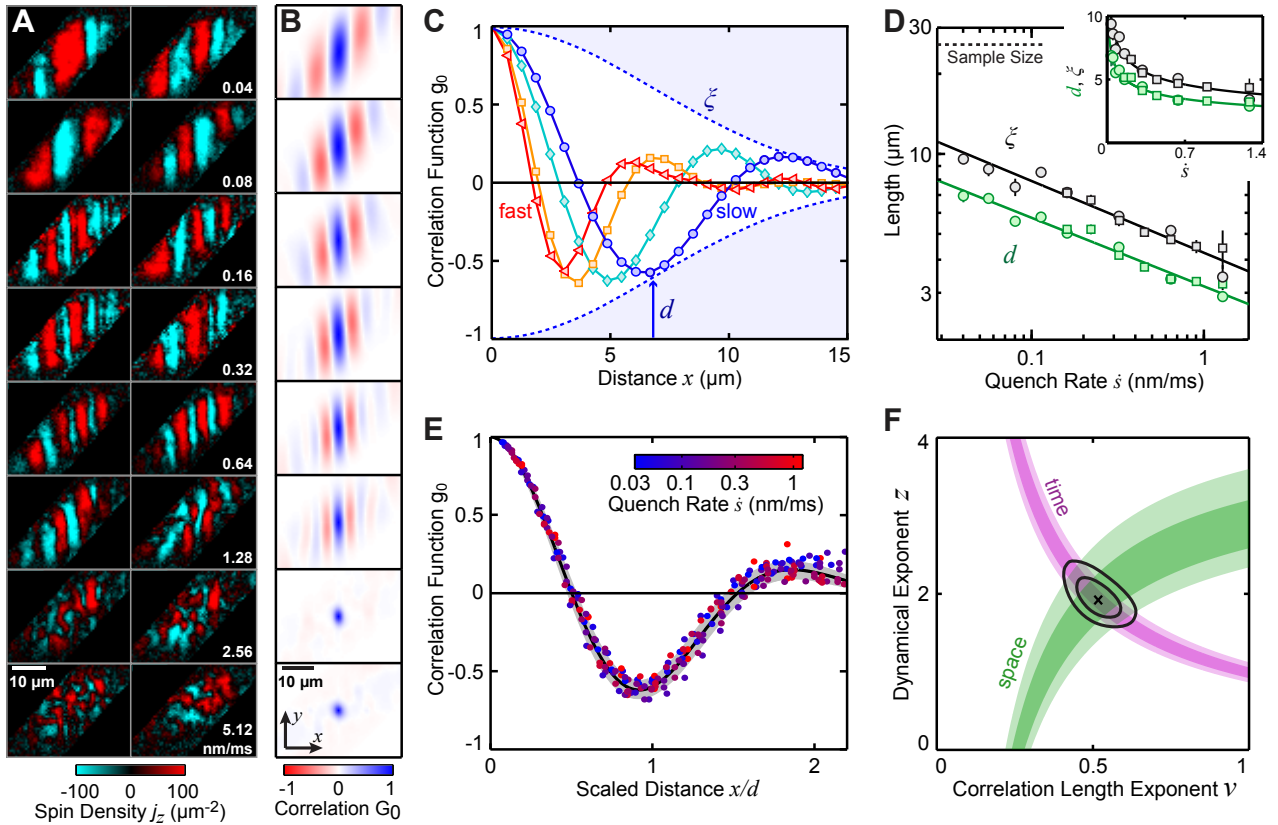 A
0.04
0.08
0.16
0.32
0.64
1.28
2.56
10 µm
5.12
nm/ms
-100 0 100
Spin Density j_z (µm⁻²)
B
10 µm
y
x
-1 0 1
Correlation G₀
C
Correlation Function g₀
1
0.5
0
-0.5
-1
ξ
fast
slow
d
0 5 10 15
Distance x (µm)
D
Length (µm)
30
10
3
Sample Size
ξ
d
0.1 1
Quench Rate ṡ (nm/ms)
d, ξ
10
5
0
0.7 1.4
ṡ
E
Correlation Function g₀
1
0.5
0
-0.5
-1
0.03 0.1 0.3 1
Quench Rate ṡ (nm/ms)
0 1 2
Scaled Distance x/d
F
Dynamical Exponent z
4
2
0
time
space
0 0.5 1
Correlation Length Exponent ν